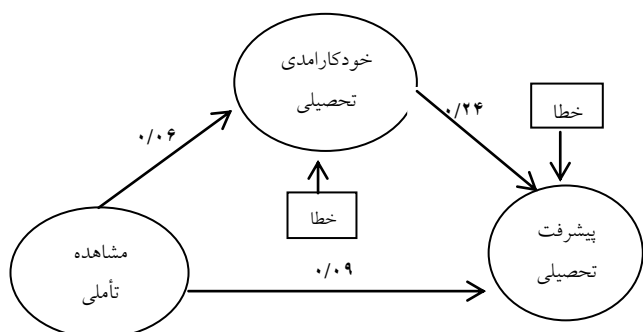 خودکارامدی
تحصیلی
خطا
۰/۲۴
۰/۰۶
خطا
پیشرفت
تحصیلی
مشاهده
تأملی
۰/۰۹